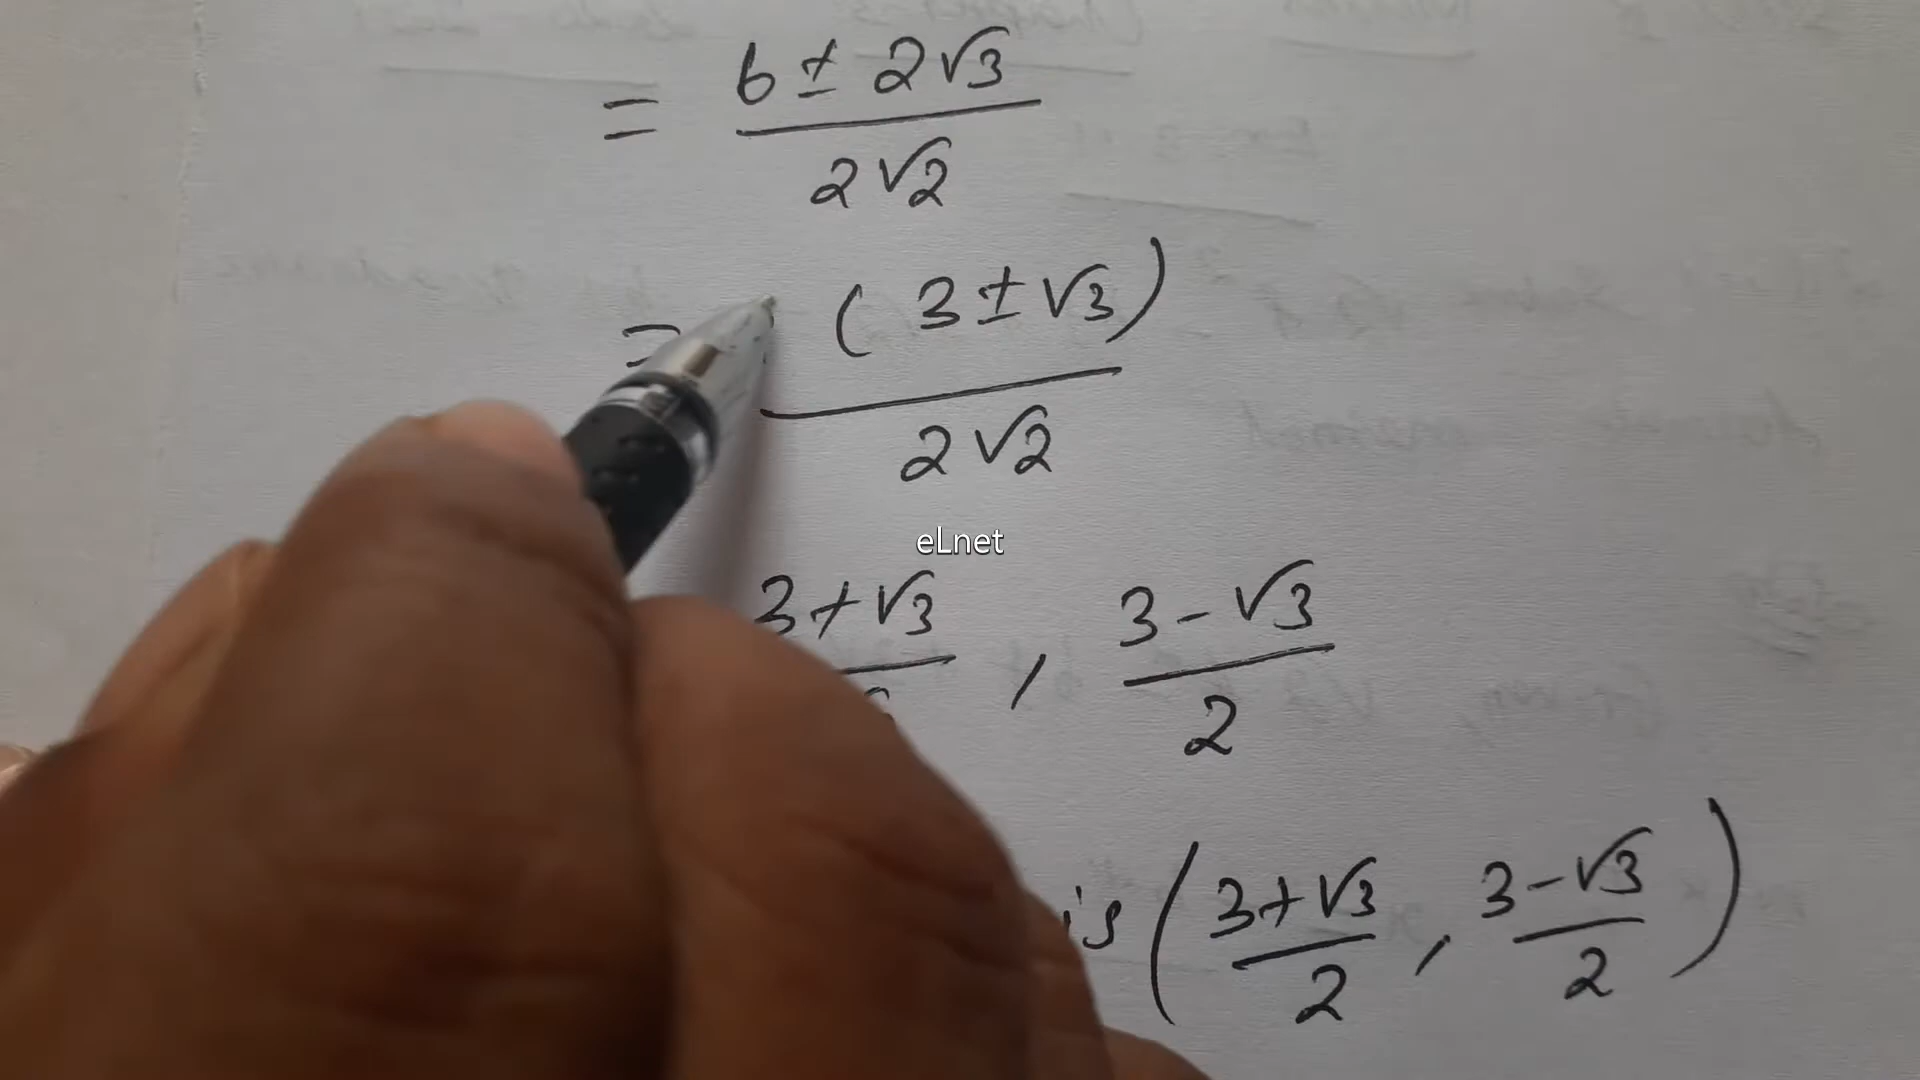 = 6 ± 2√3 / 2√2
= (3 ± √3) / 2√2
eLnet
3 + √3 , 3 - √3 / 2
is (3 + √3 / 2 , 3 - √3 / 2)